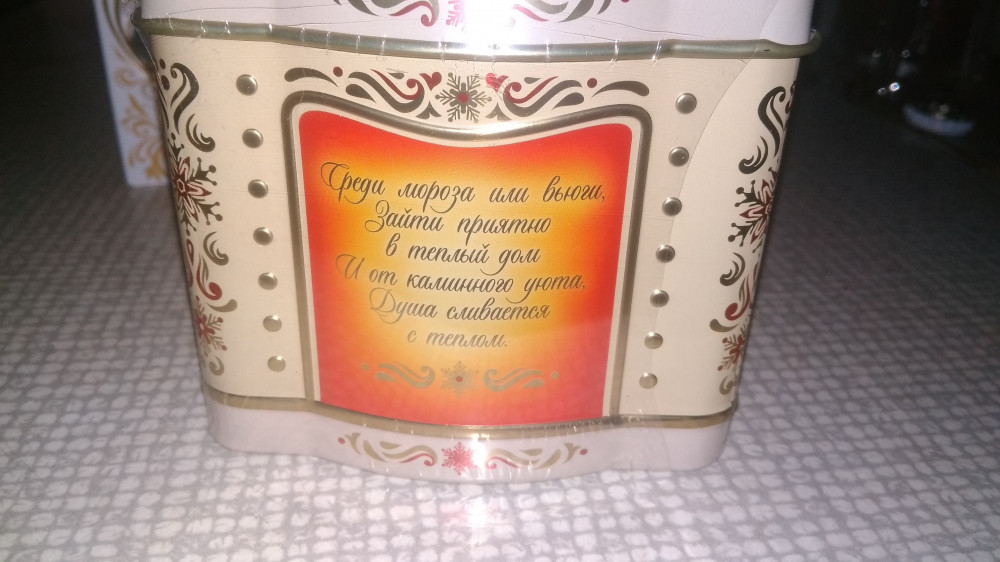 Среди мороза или вьюги,
Зайти приятно
в теплый дом
И от каминного уюта,
Душа сливается
с теплом.